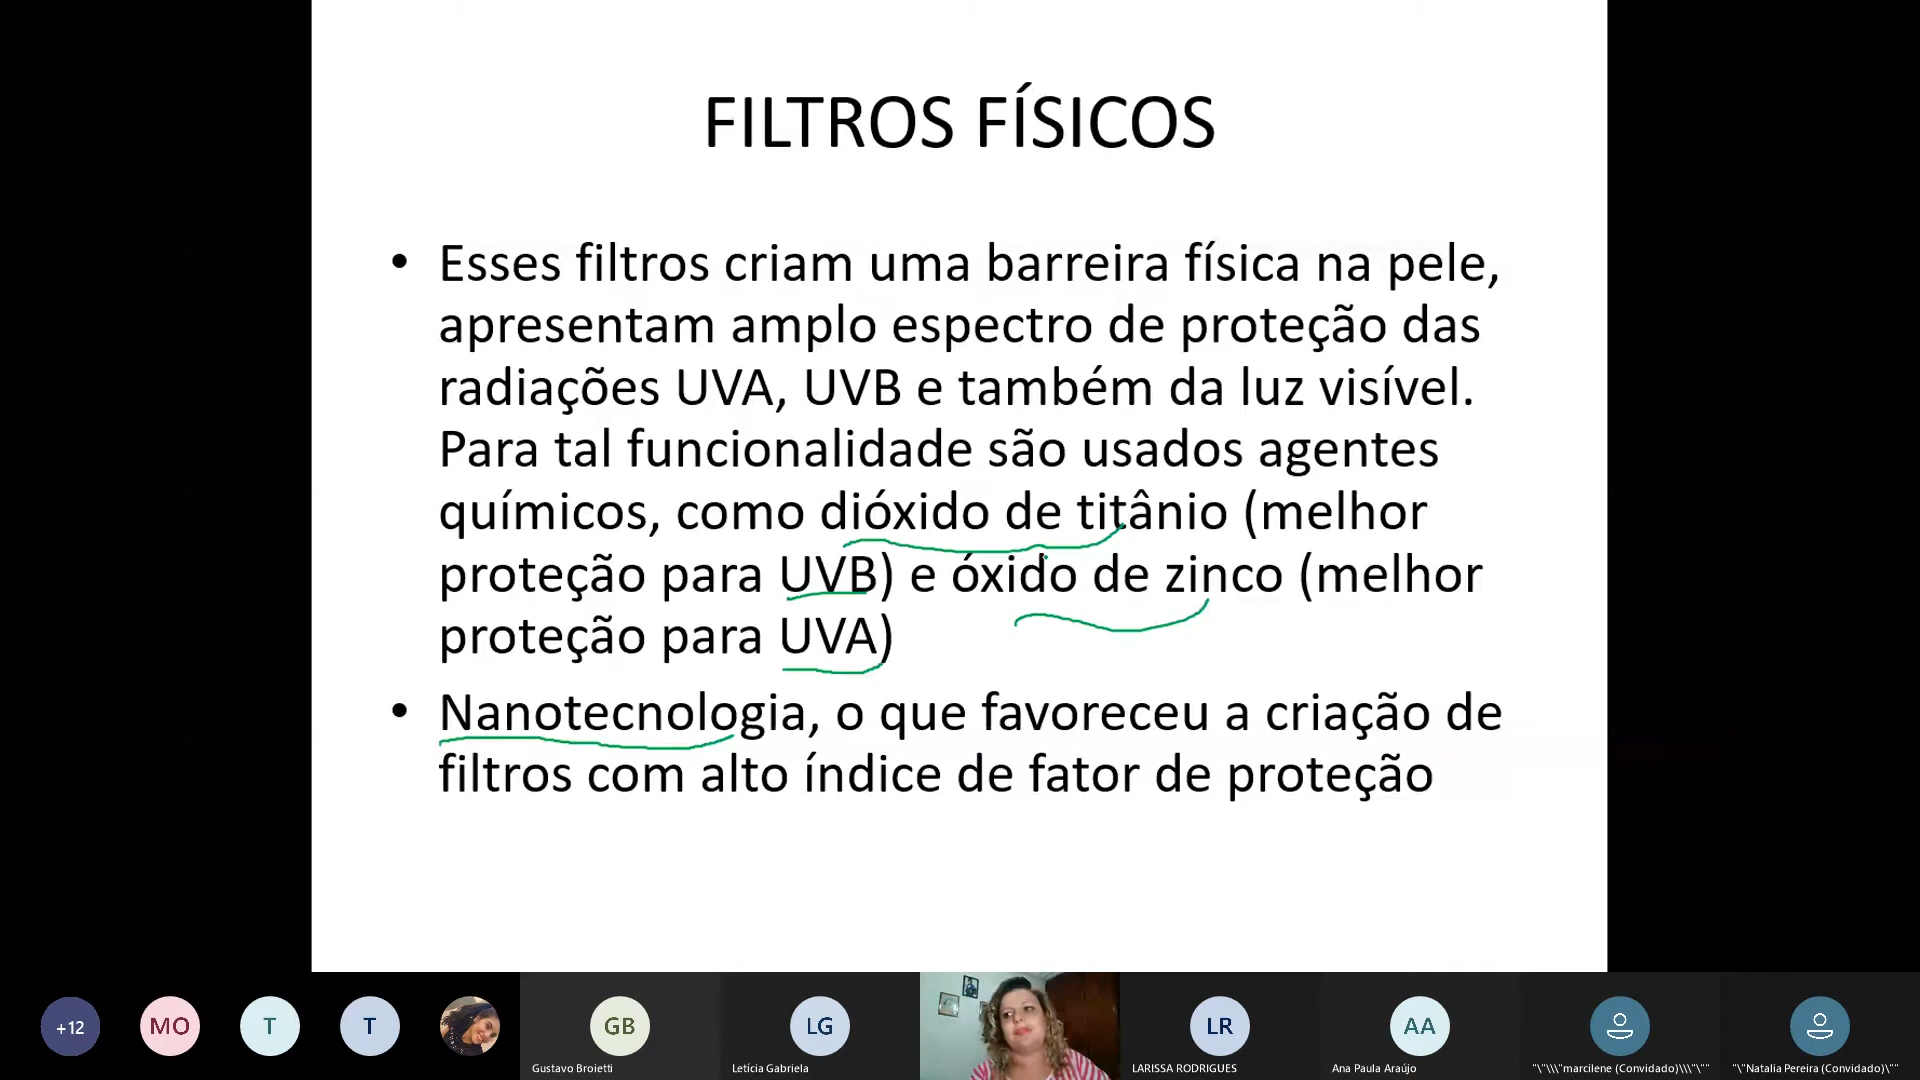 FILTROS FÍSICOS
• Esses filtros criam uma barreira física na pele,
apresentam amplo espectro de proteção das
radiações UVA, UVB e também da luz visível.
Para tal funcionalidade são usados agentes
químicos, como dióxido de titânio (melhor
proteção para UVB) e óxido de zinco (melhor
proteção para UVA)
• Nanotecnologia, o que favoreceu a criação de
filtros com alto índice de fator de proteção
+12 MO T T GB LG LR AA
Gustavo Broietti Letícia Gabriela LARISSA RODRIGUES Ana Paula Araújo "\"\\\"marcilene (Convidado)\\\"\"" "\"Natalia Pereira (Convidado)\""